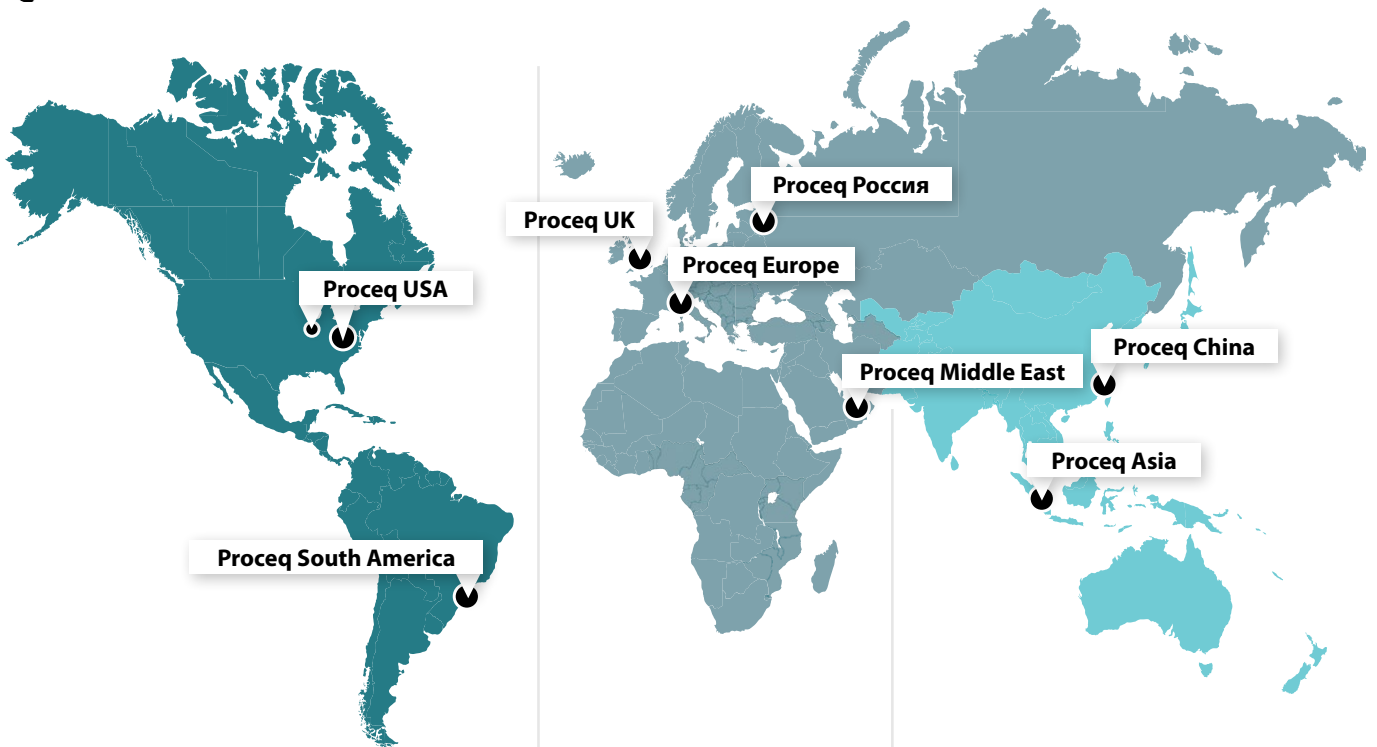 Proceq Россия
Proceq UK
Proceq Europe
Proceq USA
Proceq China
Proceq Middle East
Proceq Asia
Proceq South America